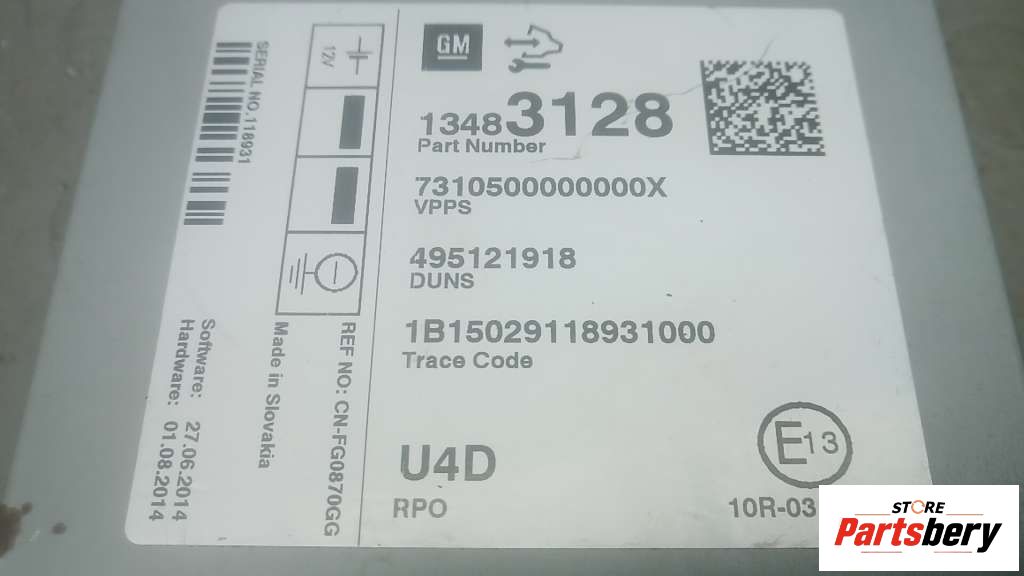 GM
13483128
Part Number
7310500000000X
VPPS
495121918
DUNS
1B15029118931000
Trace Code
U4D
RPO
E13
10R-03
SERIAL NO.118931
12V
REF NO: CN-FG0870GG
Made in Slovakia
Software: 27.06.2014
Hardware: 01.08.2014
STORE
Partsbery